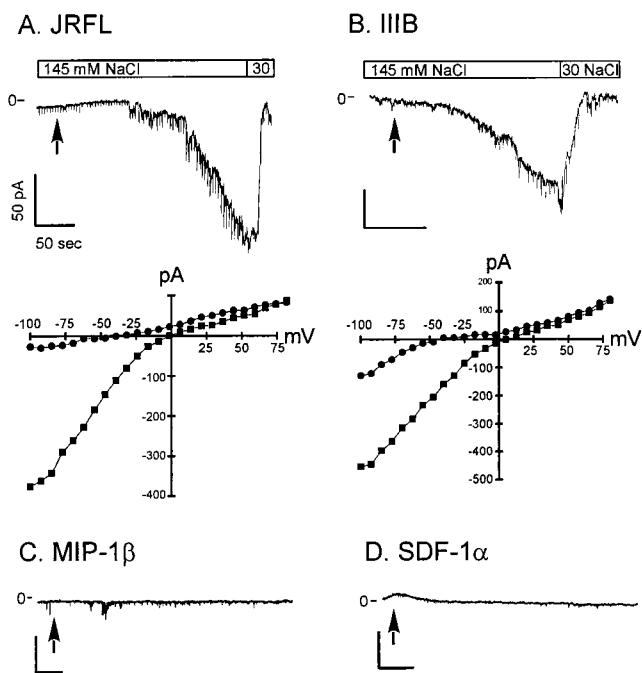 A. JRFL
B. IIIB
145 mM NaCl
30
145 mM NaCl
30 NaCl
0-
0-
50 pA
50 sec
pA
-100
-75
-50
-25
25
50
75
mV
-100
-200
-300
-400
pA
200
100
-100
-75
-50
-25
25
50
75
mV
-100
-200
-300
-400
-500
C. MIP-1β
D. SDF-1α
0-
0-